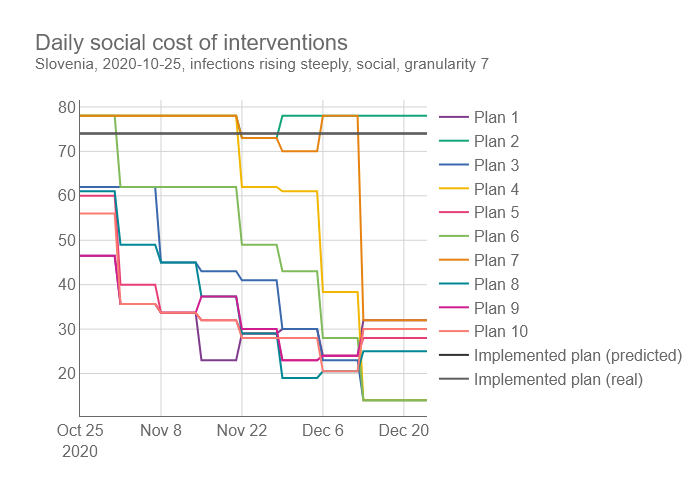 Daily social cost of interventions
Slovenia, 2020-10-25, infections rising steeply, social, granularity 7
80
70
60
50
40
30
20
Oct 25
2020
Nov 8
Nov 22
Dec 6
Dec 20
Plan 1
Plan 2
Plan 3
Plan 4
Plan 5
Plan 6
Plan 7
Plan 8
Plan 9
Plan 10
Implemented plan (predicted)
Implemented plan (real)